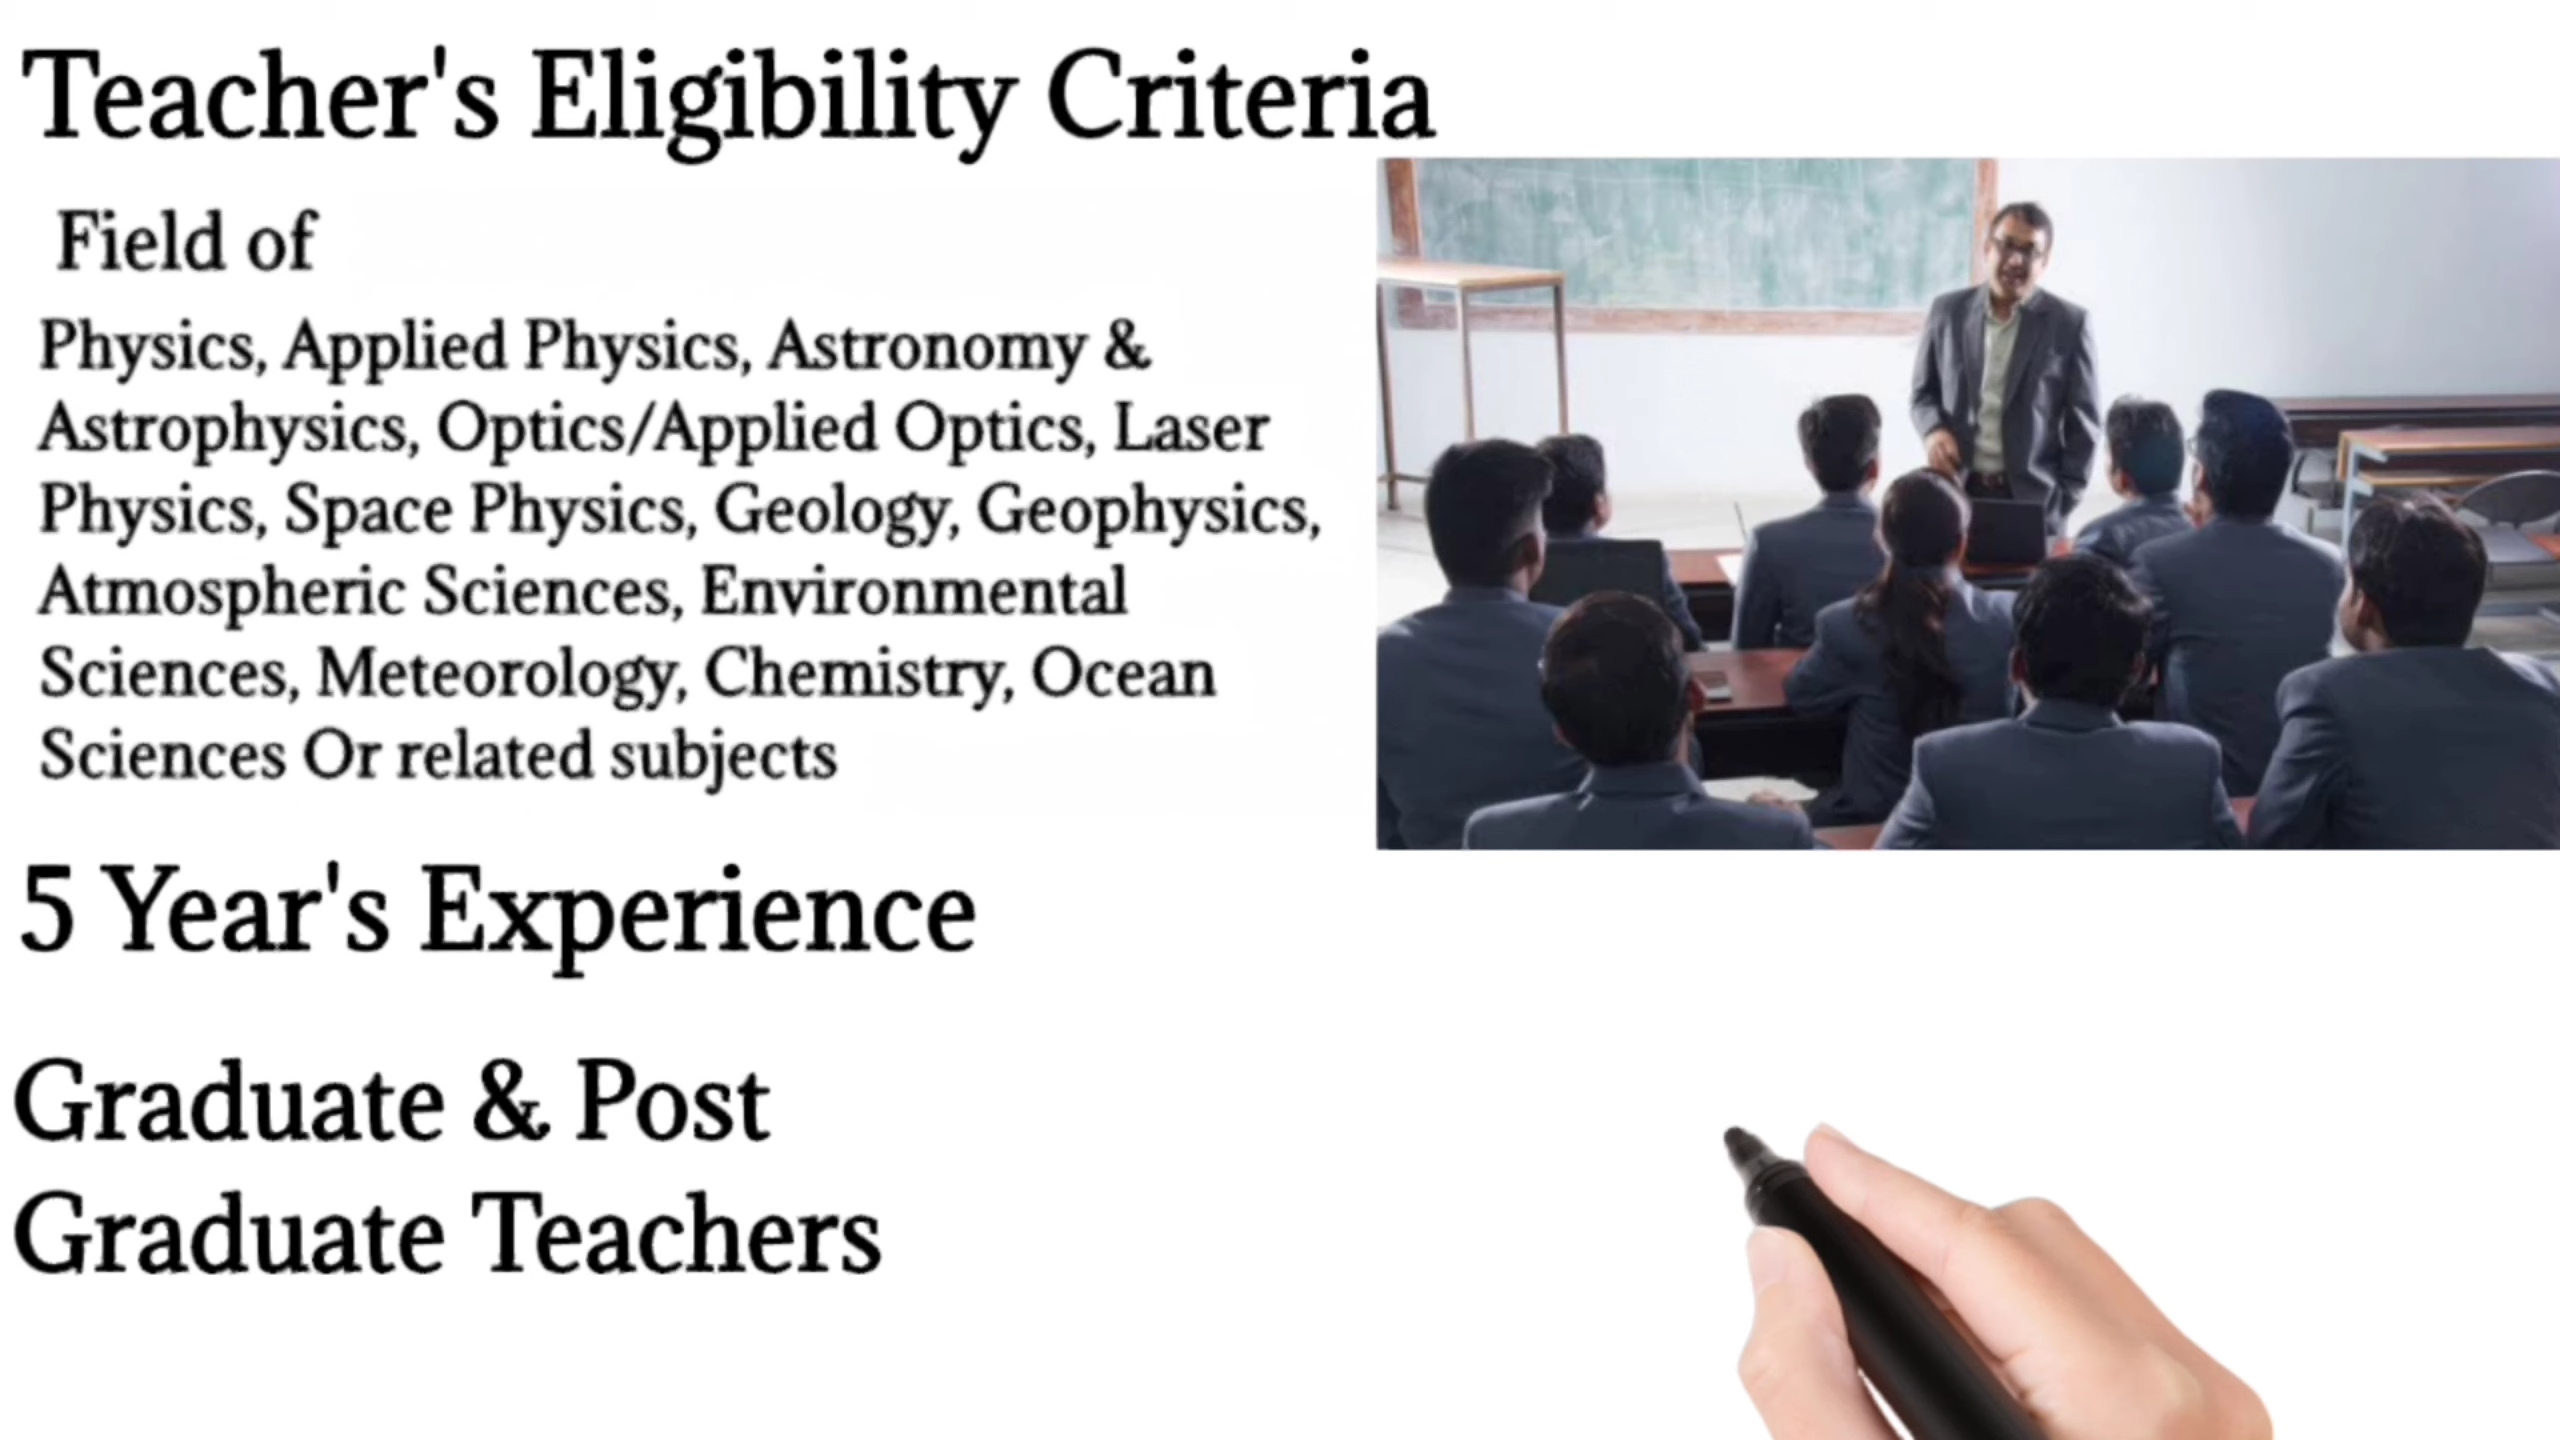 Teacher's Eligibility Criteria
Field of
Physics, Applied Physics, Astronomy &
Astrophysics, Optics/Applied Optics, Laser
Physics, Space Physics, Geology, Geophysics,
Atmospheric Sciences, Environmental
Sciences, Meteorology, Chemistry, Ocean
Sciences Or related subjects
5 Year's Experience
Graduate & Post
Graduate Teachers